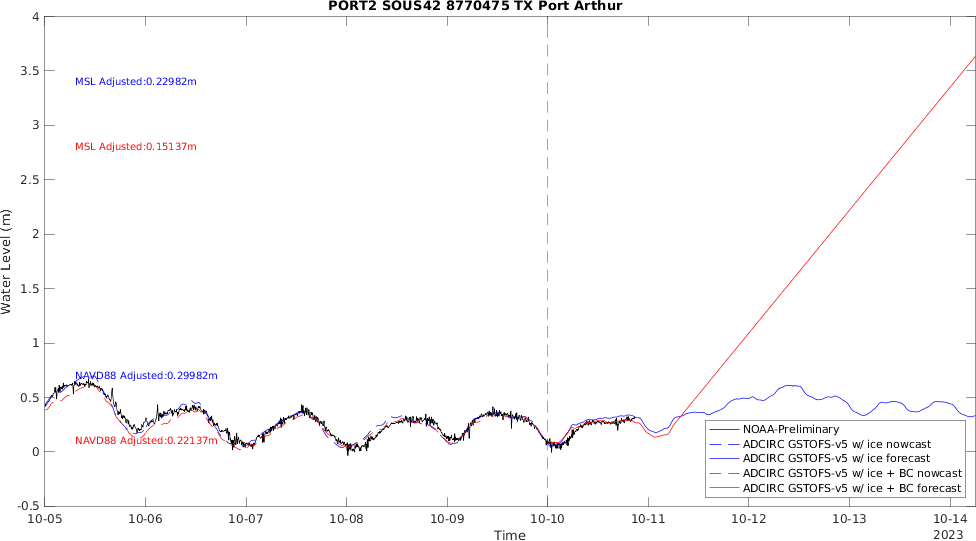 PORT2 SOUS42 8770475 TX Port Arthur
4
3.5
3
2.5
2
1.5
1
0.5
0
-0.5
Water Level (m)
MSL Adjusted:0.22982m
MSL Adjusted:0.15137m
NAVD88 Adjusted:0.29982m
NAVD88 Adjusted:0.22137m
NOAA-Preliminary
ADCIRC GSTOFS-v5 w/ ice nowcast
ADCIRC GSTOFS-v5 w/ ice forecast
ADCIRC GSTOFS-v5 w/ ice + BC nowcast
ADCIRC GSTOFS-v5 w/ ice + BC forecast
10-05 10-06 10-07 10-08 10-09 10-10 10-11 10-12 10-13 10-14
Time
2023